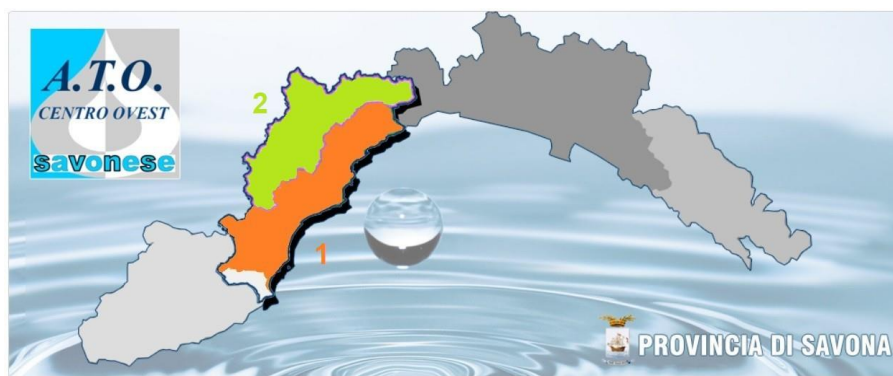 A.T.O.
CENTRO OVEST
savonese
2
1
PROVINCIA DI SAVONA